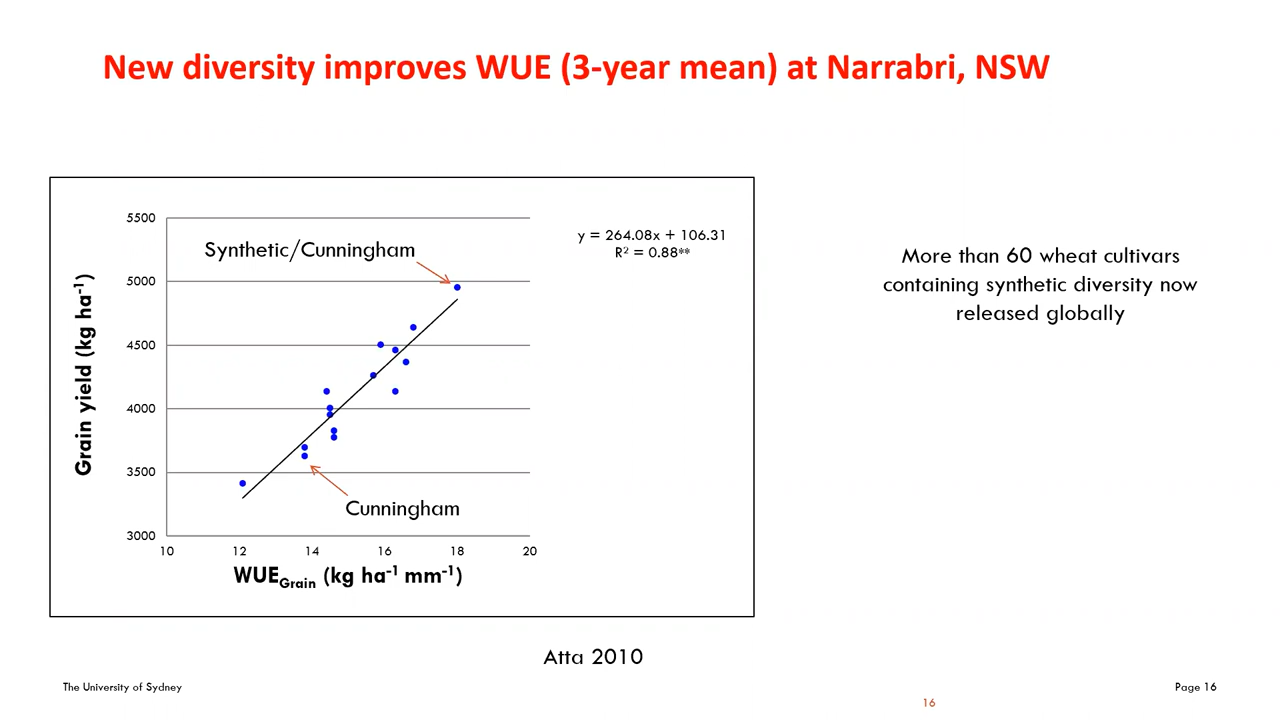 New diversity improves WUE (3-year mean) at Narrabri, NSW
5500
5000
4500
4000
3500
3000
10 12 14 16 18 20
Grain yield (kg ha⁻¹)
WUE_Grain (kg ha⁻¹ mm⁻¹)
Synthetic/Cunningham
Cunningham
y = 264.08x + 106.31
R² = 0.88**
More than 60 wheat cultivars
containing synthetic diversity now
released globally
Atta 2010
The University of Sydney
Page 16
16